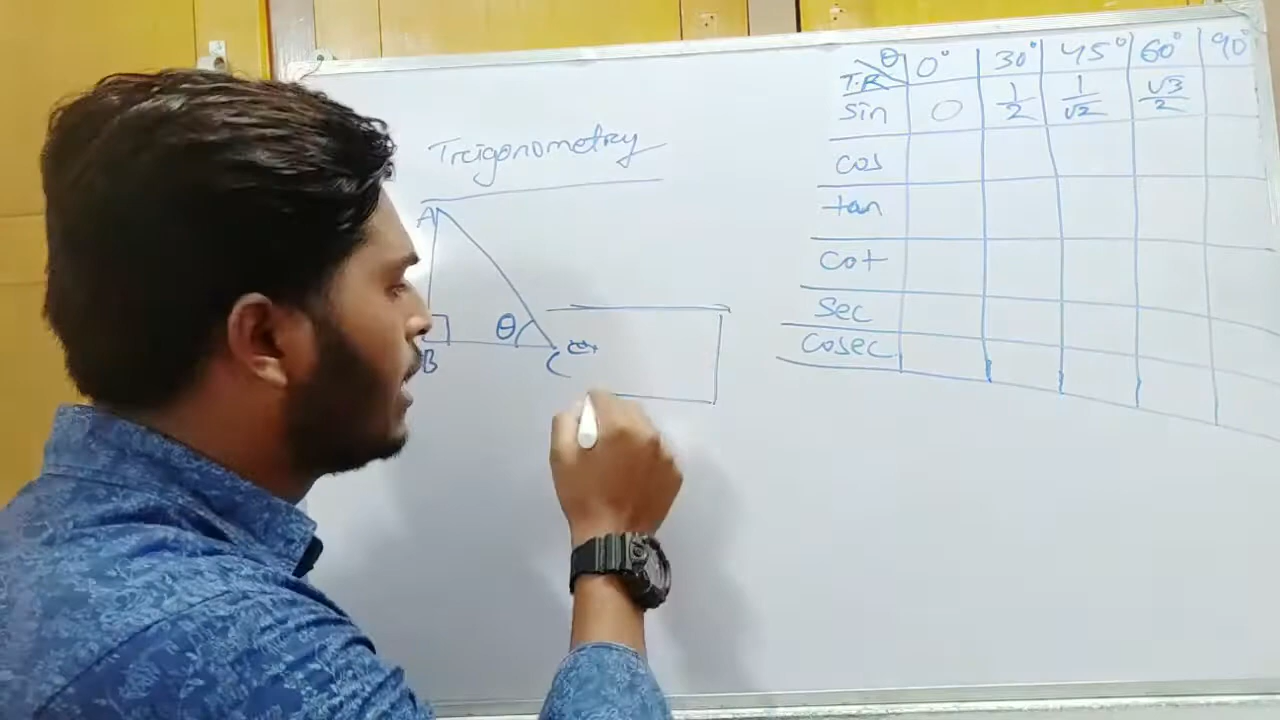 Trigonometry
A
B
θ
C
θ 0° 30° 45° 60° 90°
T.R
sin 0 1/2 1/√2 √3/2
cos
tan
cot
sec
cosec